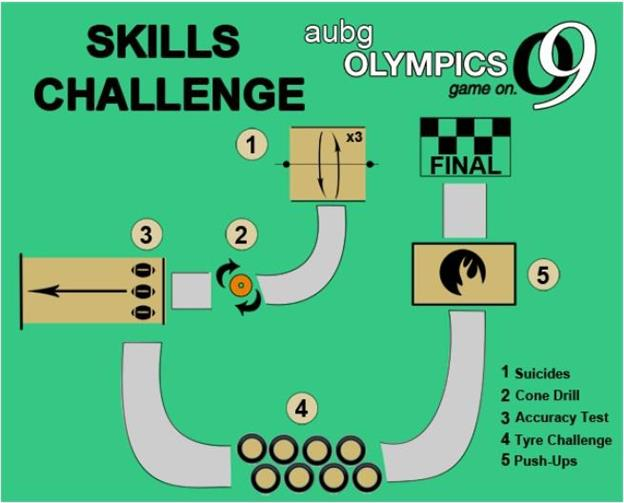 SKILLS
CHALLENGE
aubg
OLYMPICS
game on.
09
1
x3
FINAL
2
3
5
4
1 Suicides
2 Cone Drill
3 Accuracy Test
4 Tyre Challenge
5 Push-Ups